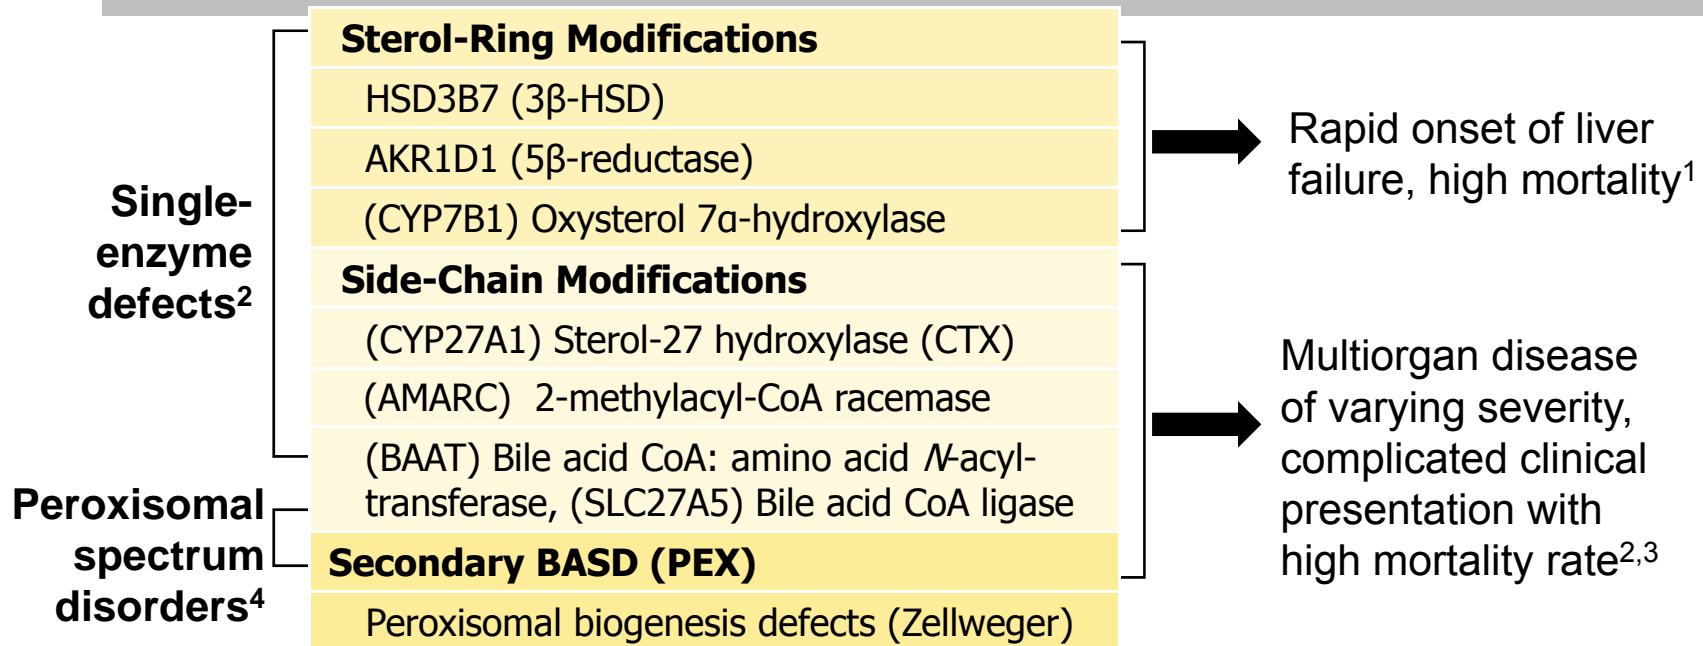 Single-
enzyme
defects2
Peroxisomal
spectrum
disorders4
Sterol-Ring Modifications
HSD3B7 (3β-HSD)
AKR1D1 (5β-reductase)
(CYP7B1) Oxysterol 7α-hydroxylase
Side-Chain Modifications
(CYP27A1) Sterol-27 hydroxylase (CTX)
(AMARC)  2-methylacyl-CoA racemase
(BAAT) Bile acid CoA: amino acid N-acyl-
transferase, (SLC27A5) Bile acid CoA ligase
Secondary BASD (PEX)
Peroxisomal biogenesis defects (Zellweger)
Rapid onset of liver
failure, high mortality1
Multiorgan disease
of varying severity,
complicated clinical
presentation with
high mortality rate2,3